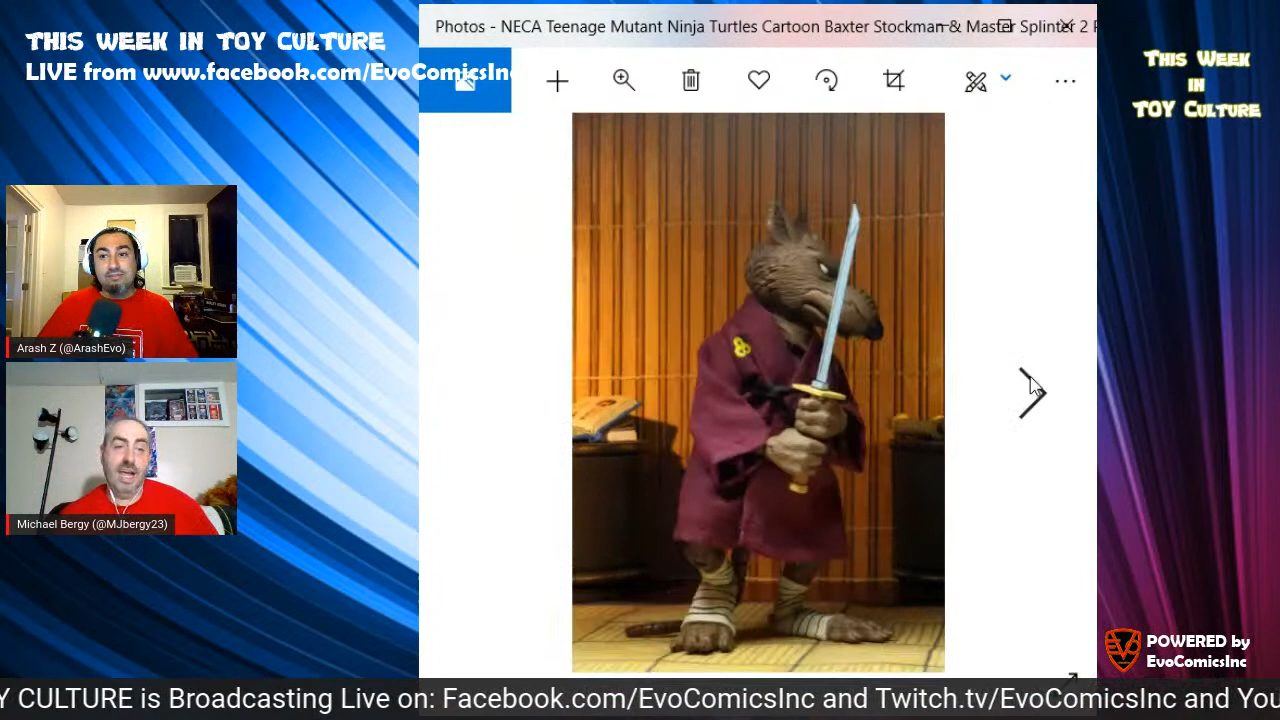 THIS WEEK IN TOY CULTURE
LIVE from www.facebook.com/EvoComicsInc
Photos - NECA Teenage Mutant Ninja Turtles Cartoon Baxter Stockman & Master Splinter 2 P
This Week
in
TOY Culture
Arash Z (@ArashEvo)
Michael Bergy (@MJbergy23)
EVO
POWERED by
EvoComicsInc
Y CULTURE is Broadcasting Live on: Facebook.com/EvoComicsInc and Twitch.tv/EvoComicsInc and You